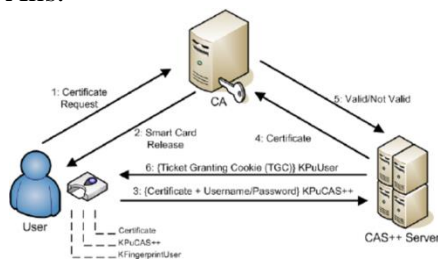 CA
1: Certificate
Request
5: Valid/Not Valid
2: Smart Card
Release
4: Certificate
6: {Ticket Granting Cookie (TGC)} KPuUser
3: {Certificate + Username/Password} KPuCAS++
User
CAS++ Server
Certificate
KPuCAS++
KFingerprintUser